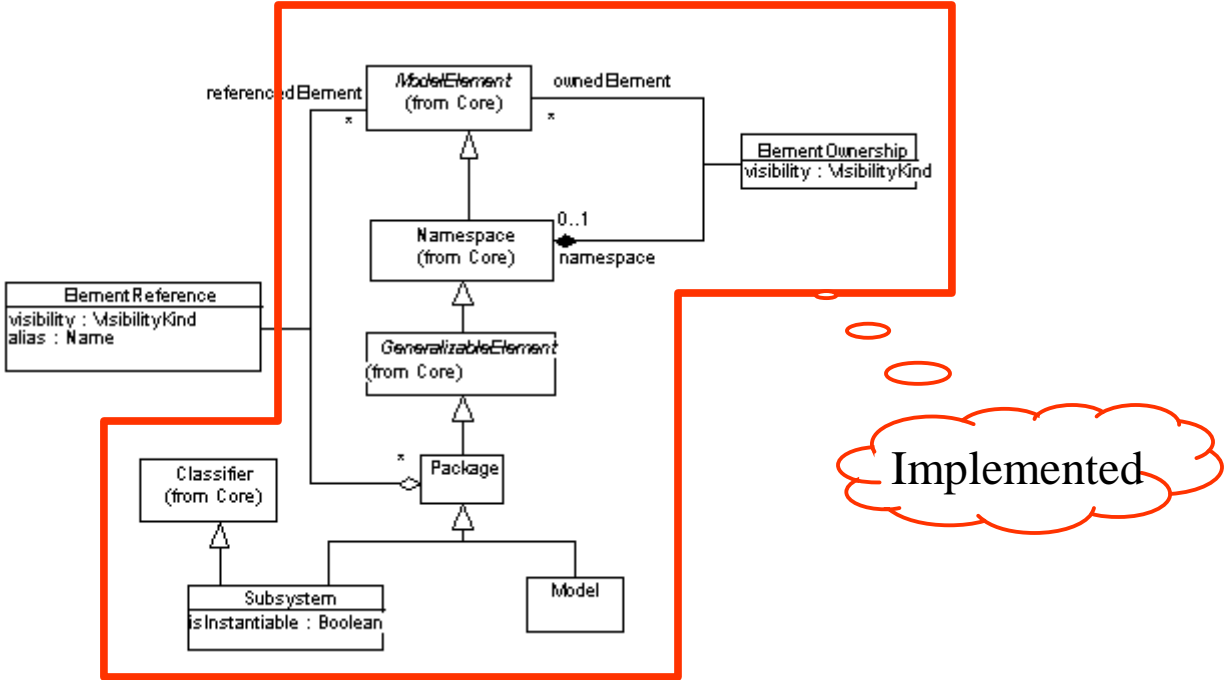 ModelElement
(from Core)
referencedElement
*
ownedElement
*
ElementOwnership
visibility : VisibilityKind
Namespace
(from Core)
0..1
namespace
ElementReference
visibility : VisibilityKind
alias : Name
GeneralizableElement
(from Core)
Classifier
(from Core)
*
Package
Implemented
Subsystem
isInstantiable : Boolean
Model